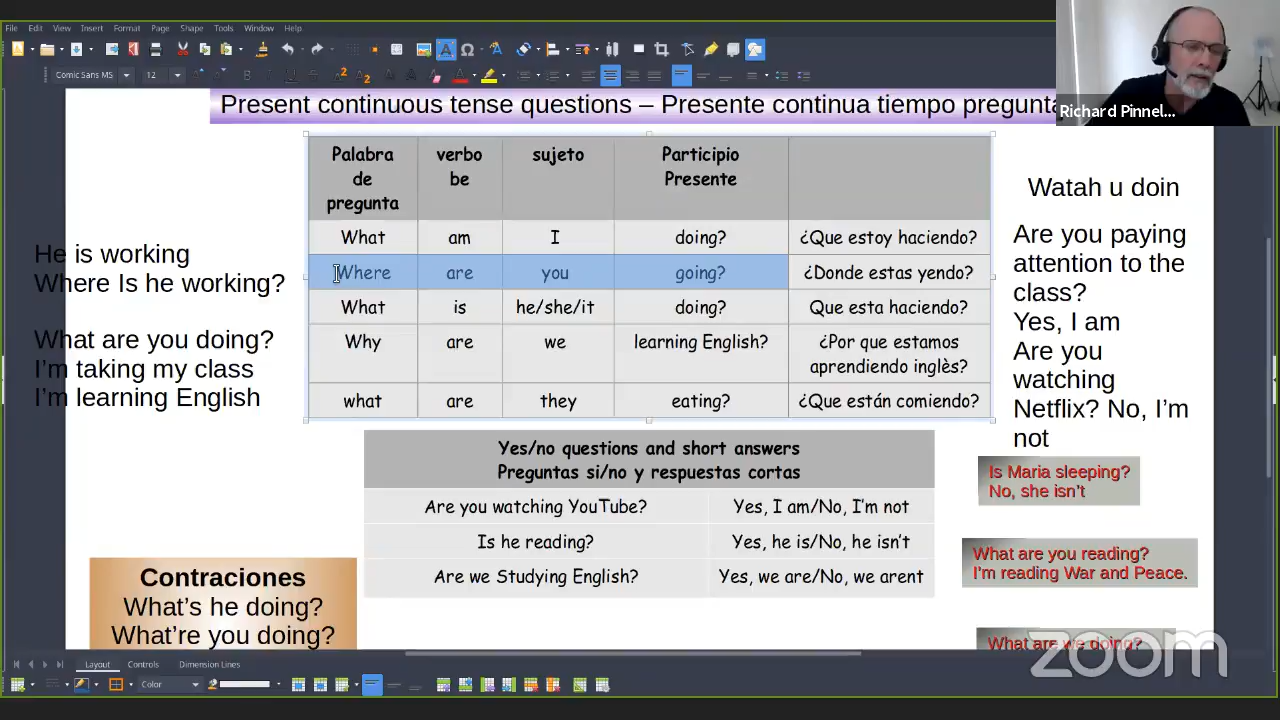 File Edit View Insert Format Page Shape Tools Window Help
Comic Sans MS 12
Present continuous tense questions – Presente continua tiempo pregunta
Richard Pinnel...
Palabra de pregunta verbo be sujeto Participio Presente
What am I doing? ¿Que estoy haciendo?
Where are you going? ¿Donde estas yendo?
What is he/she/it doing? Que esta haciendo?
Why are we learning English? ¿Por que estamos aprendiendo inglès?
what are they eating? ¿Que están comiendo?
He is working
Where Is he working?
What are you doing?
I'm taking my class
I'm learning English
Watah u doin
Are you paying
attention to the
class?
Yes, I am
Are you
watching
Netflix? No, I'm
not
Yes/no questions and short answers
Preguntas si/no y respuestas cortas
Are you watching YouTube? Yes, I am/No, I'm not
Is he reading? Yes, he is/No, he isn't
Are we Studying English? Yes, we are/No, we arent
Is Maria sleeping?
No, she isn't
What are you reading?
I'm reading War and Peace.
What are we doing?
Contraciones
What's he doing?
What're you doing?
zoom
Layout Controls Dimension Lines
Color